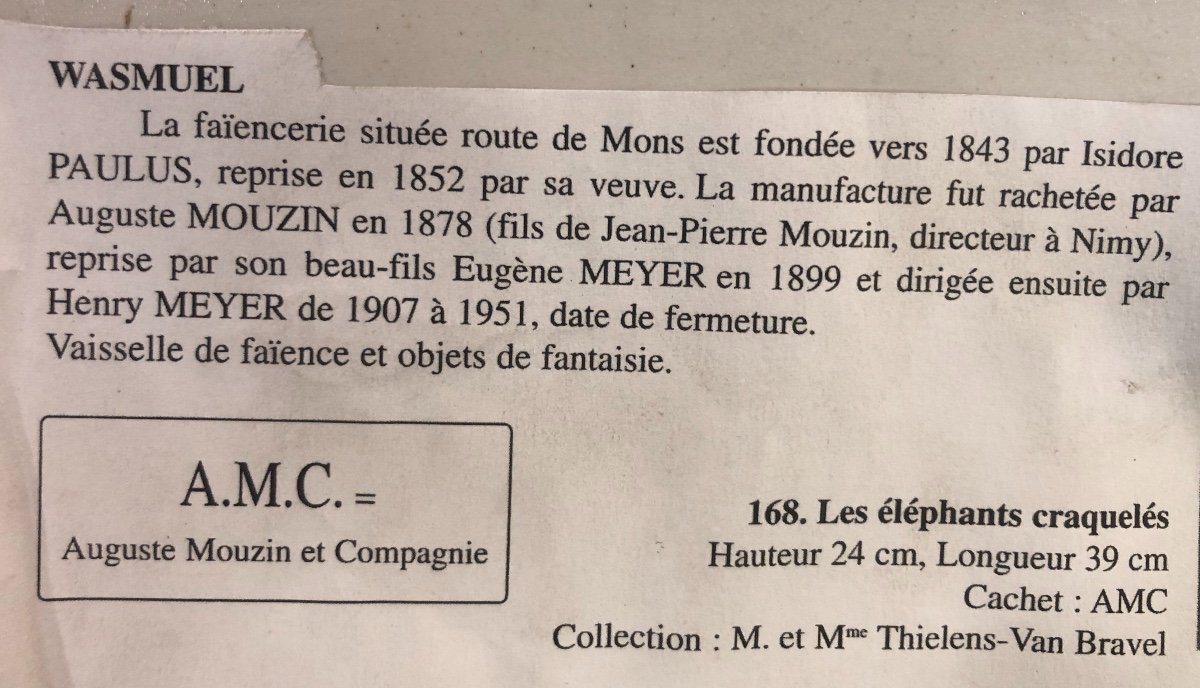 WASMUEL
La faïencerie située route de Mons est fondée vers 1843 par Isidore
PAULUS, reprise en 1852 par sa veuve. La manufacture fut rachetée par
Auguste MOUZIN en 1878 (fils de Jean-Pierre Mouzin, directeur à Nimy),
reprise par son beau-fils Eugène MEYER en 1899 et dirigée ensuite par
Henry MEYER de 1907 à 1951, date de fermeture.
Vaisselle de faïence et objets de fantaisie.
A.M.C. =
Auguste Mouzin et Compagnie
168. Les éléphants craquelés
Hauteur 24 cm, Longueur 39 cm
Cachet : AMC
Collection : M. et Mme Thielens-Van Bravel